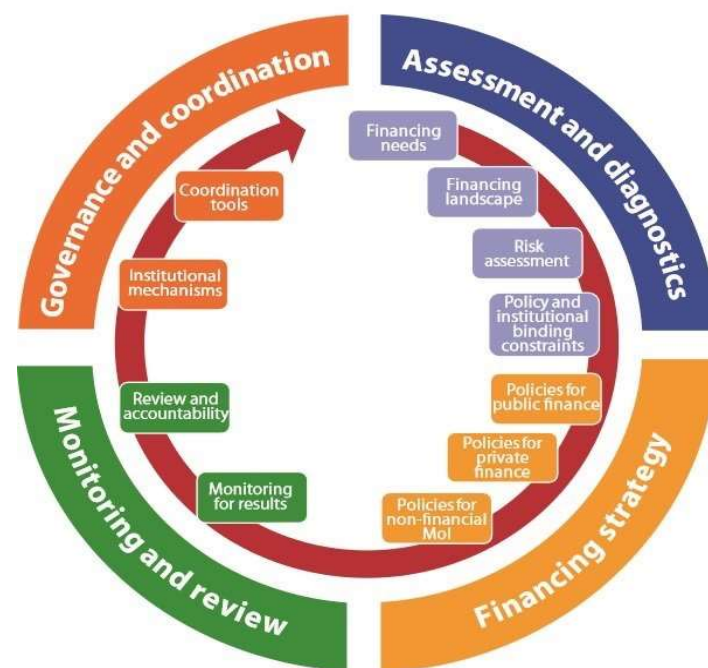 Governance and coordination
Assessment and diagnostics
Financing
needs
Financing
landscape
Risk
assessment
Policy and
institutional
binding
constraints
Policies for
public finance
Policies for
private
finance
Policies for
non-financial
MoI
Financing strategy
Monitoring
for results
Review and
accountability
Monitoring and review
Institutional
mechanisms
Coordination
tools